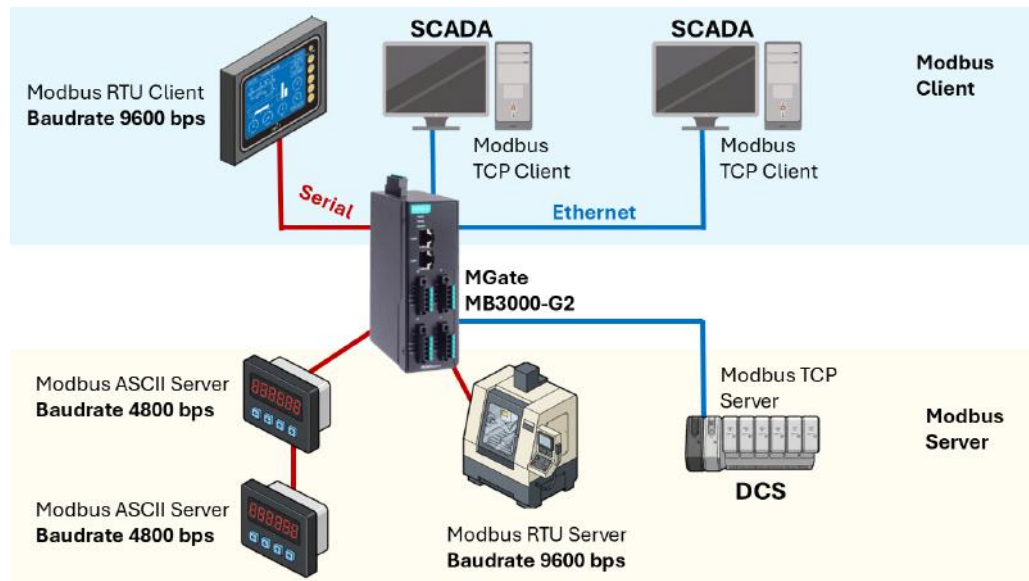 SCADA
SCADA
Modbus
Client
Modbus RTU Client
Baudrate 9600 bps
Modbus
TCP Client
Modbus
TCP Client
Serial
Ethernet
MGate
MB3000-G2
Modbus ASCII Server
Baudrate 4800 bps
Modbus TCP
Server
Modbus
Server
DCS
Modbus ASCII Server
Baudrate 4800 bps
Modbus RTU Server
Baudrate 9600 bps